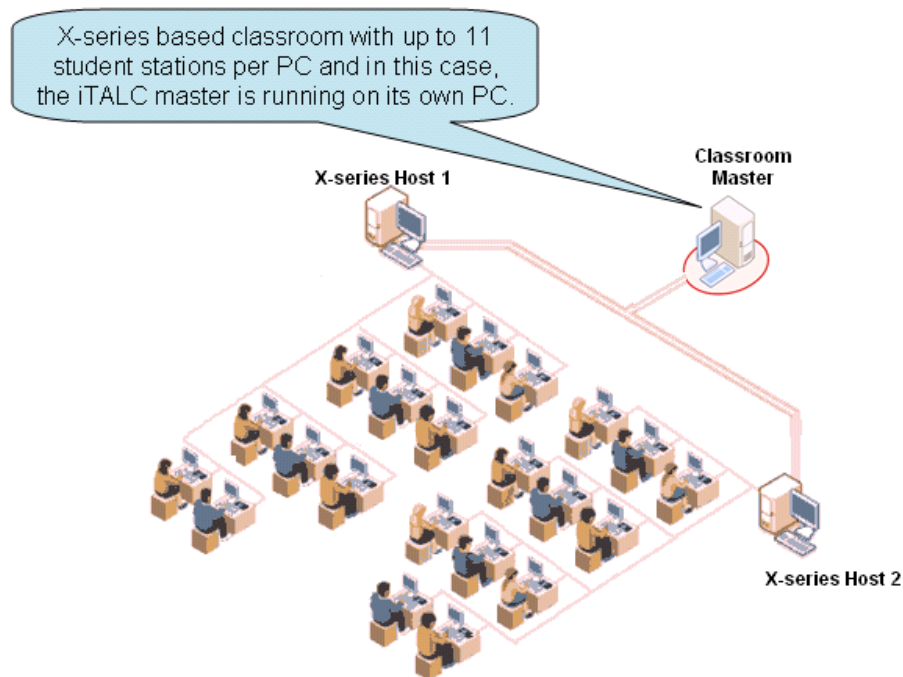 X-series based classroom with up to 11
student stations per PC and in this case,
the iTALC master is running on its own PC.
Classroom
Master
X-series Host 1
X-series Host 2